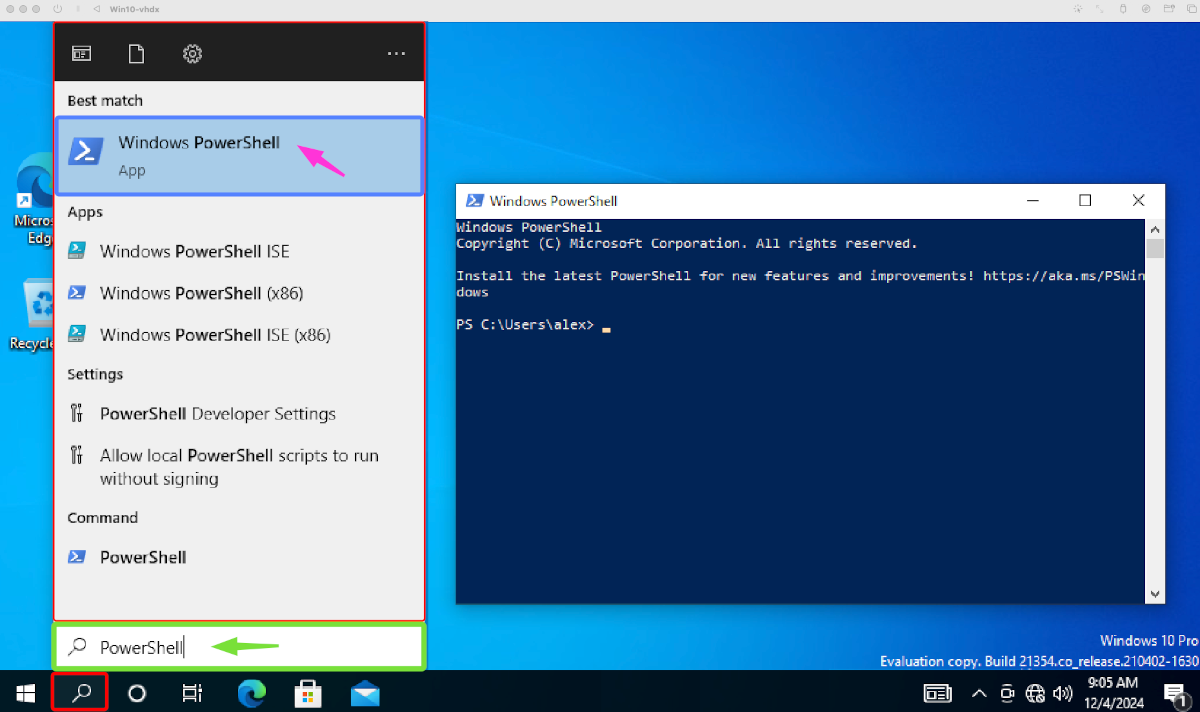 Win10-vhdx
Best match
Windows PowerShell
App
Apps
Windows PowerShell ISE
Windows PowerShell (x86)
Windows PowerShell ISE (x86)
Settings
PowerShell Developer Settings
Allow local PowerShell scripts to run
without signing
Command
PowerShell
PowerShell
Micros
Edg
Recycle
Windows PowerShell
Windows PowerShell
Copyright (C) Microsoft Corporation. All rights reserved.
Install the latest PowerShell for new features and improvements! https://aka.ms/PSWin
dows
PS C:\Users\alex> _
Windows 10 Pro
Evaluation copy. Build 21354.co_release.210402-1630
9:05 AM
12/4/2024
1